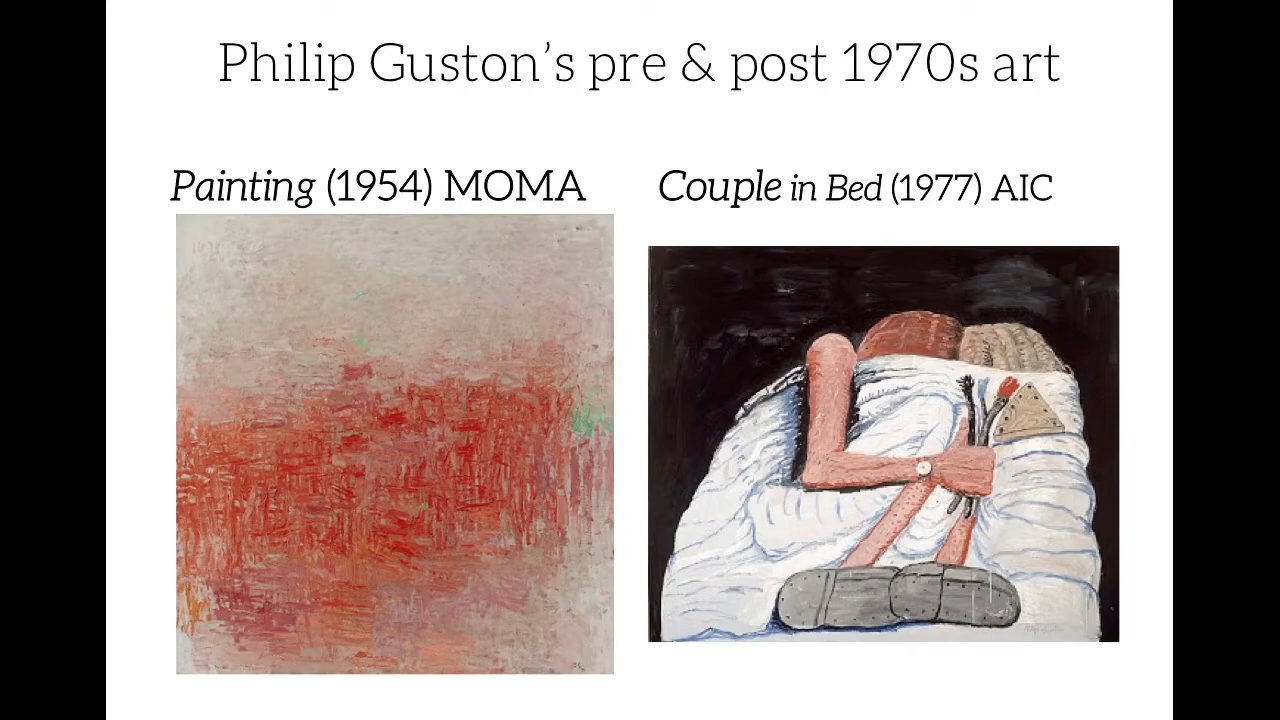 Philip Guston’s pre & post 1970s art
Painting (1954) MOMA
Couple in Bed (1977) AIC